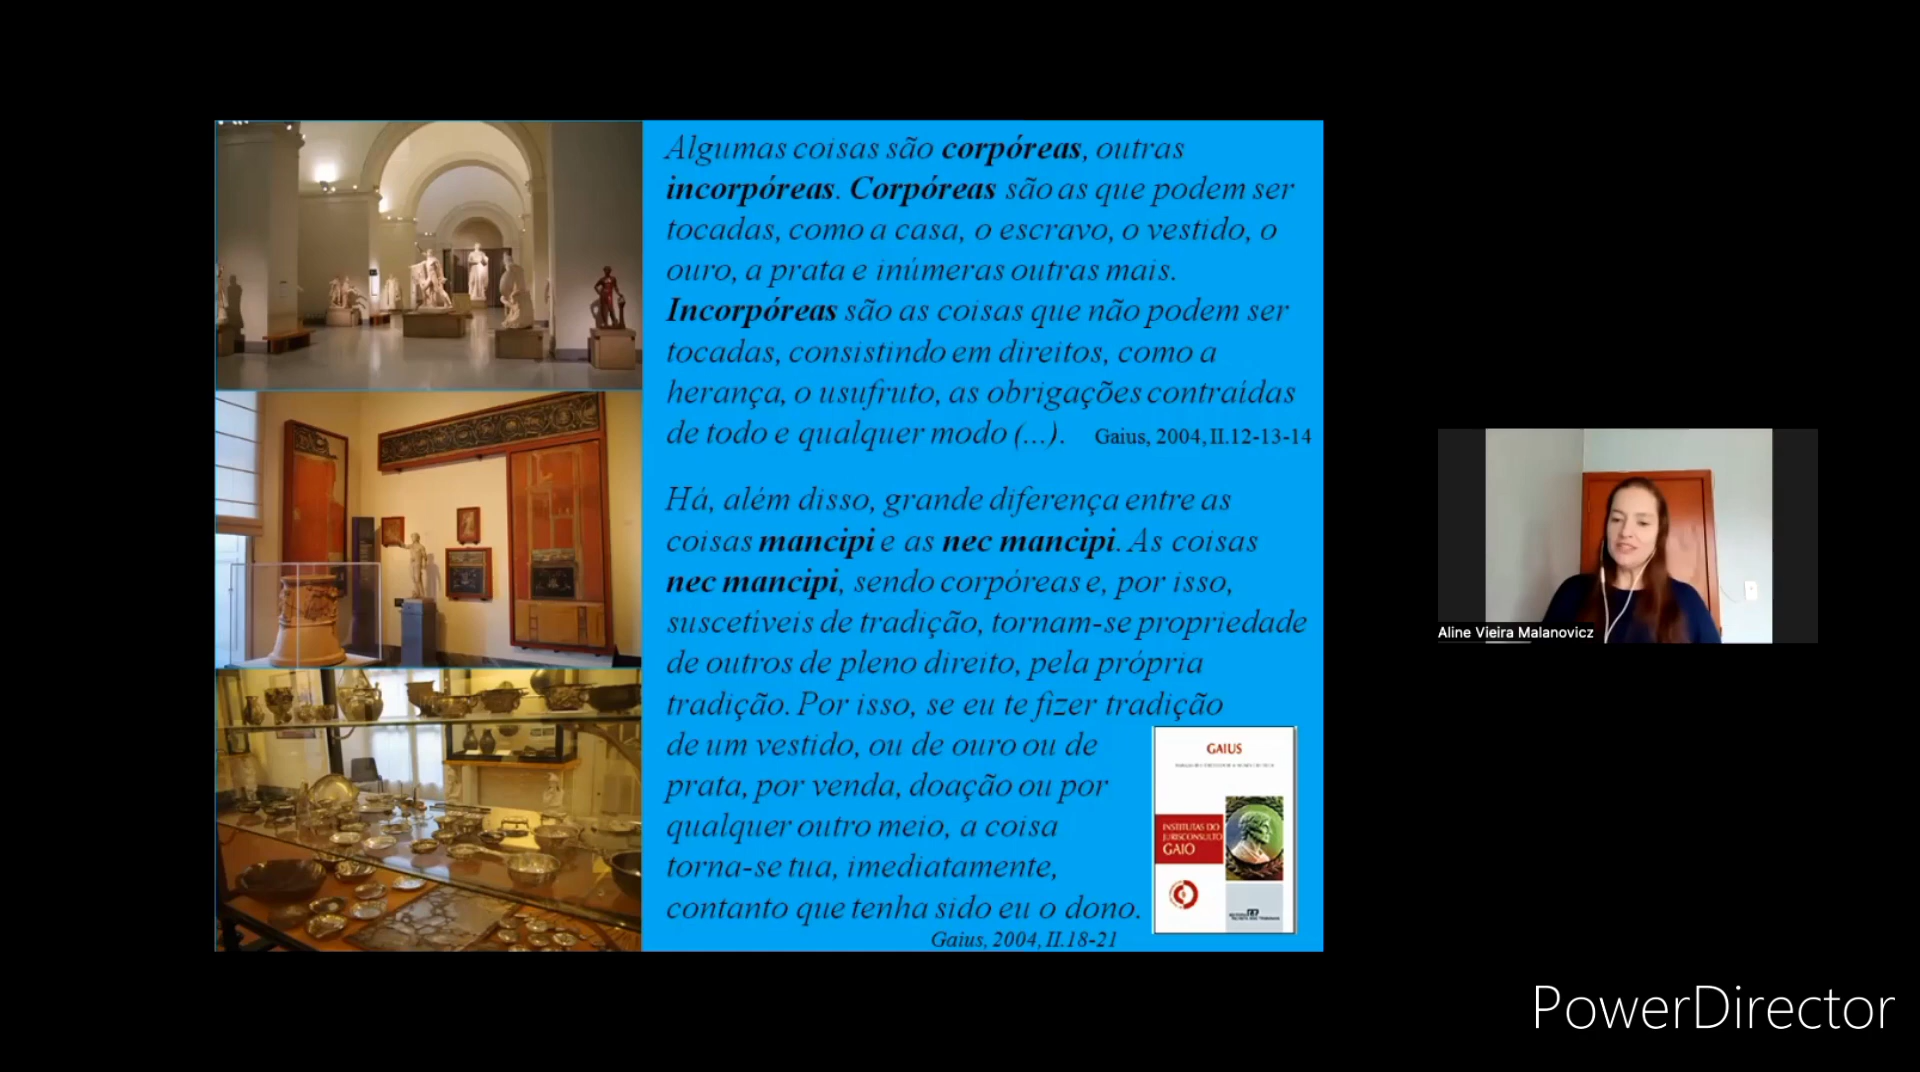 Algumas coisas são corpóreas, outras
incorpóreas. Corpóreas são as que podem ser
tocadas, como a casa, o escravo, o vestido, o
ouro, a prata e inúmeras outras mais.
Incorpóreas são as coisas que não podem ser
tocadas, consistindo em direitos, como a
herança, o usufruto, as obrigações contraídas
de todo e qualquer modo (...). Gaius, 2004, II.12-13-14
Há, além disso, grande diferença entre as
coisas mancipi e as nec mancipi. As coisas
nec mancipi, sendo corpóreas e, por isso,
suscetíveis de tradição, tornam-se propriedade
de outros de pleno direito, pela própria
tradição. Por isso, se eu te fizer tradição
de um vestido, ou de ouro ou de
prata, por venda, doação ou por
qualquer outro meio, a coisa
torna-se tua, imediatamente,
contanto que tenha sido eu o dono.
Gaius, 2004, II.18-21
GAIUS
INSTITUTAS DO
JURISCONSULTO
GAIO
Aline Vieira Malanovicz
PowerDirector